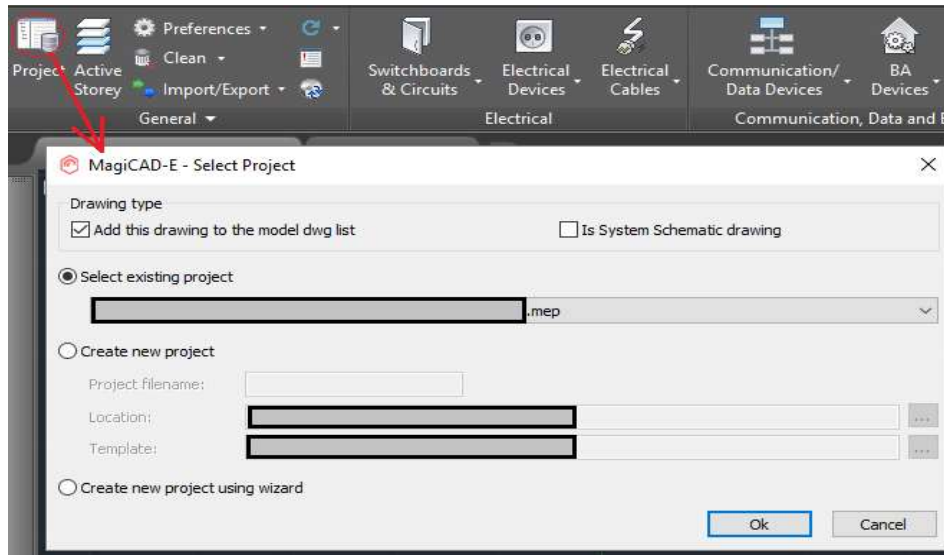 Project
Active
Storey
Preferences
Clean
Import/Export
General
Switchboards
& Circuits
Electrical
Devices
Electrical
Cables
Electrical
Communication/
Data Devices
BA
Devices
Communication, Data and
MagiCAD-E - Select Project
Drawing type
Add this drawing to the model dwg list
Is System Schematic drawing
Select existing project
.mep
Create new project
Project filename:
Location:
...
Template:
...
Create new project using wizard
Ok
Cancel